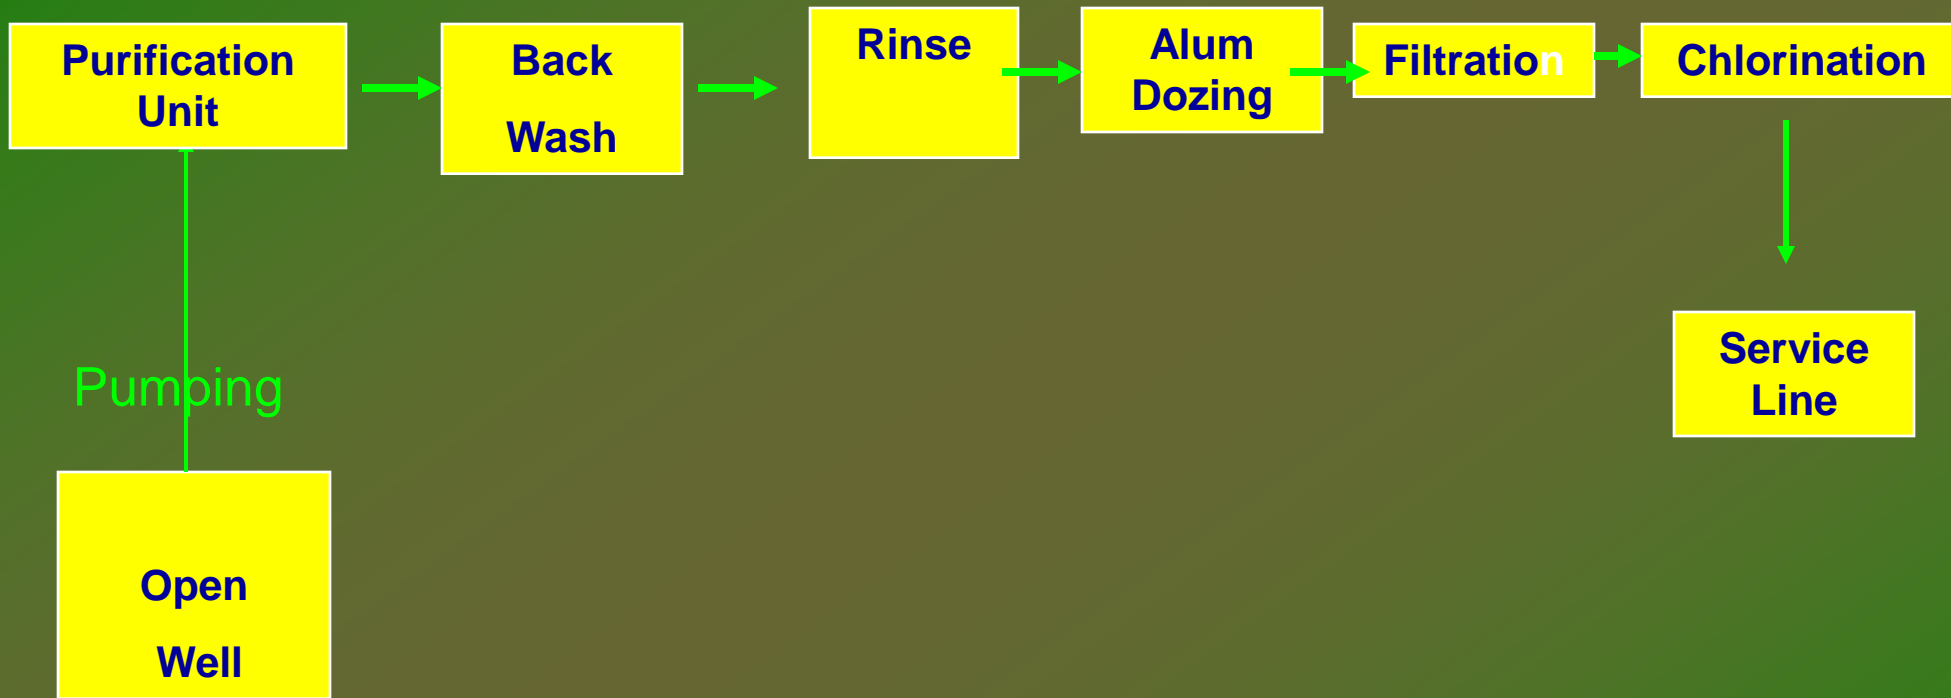 Purification
Unit
Back
Wash
Rinse
Alum
Dozing
Filtration
Chlorination
Service
Line
Pumping
Open
Well